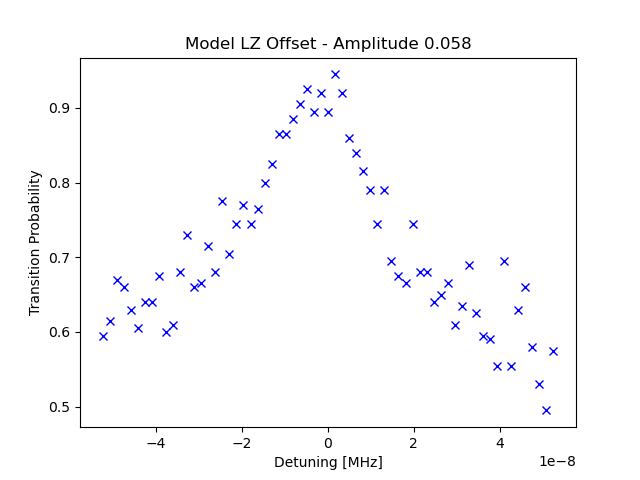 Model LZ Offset - Amplitude 0.058
Transition Probability
0.9
0.8
0.7
0.6
0.5
−4
−2
0
2
4
1e−8
Detuning [MHz]